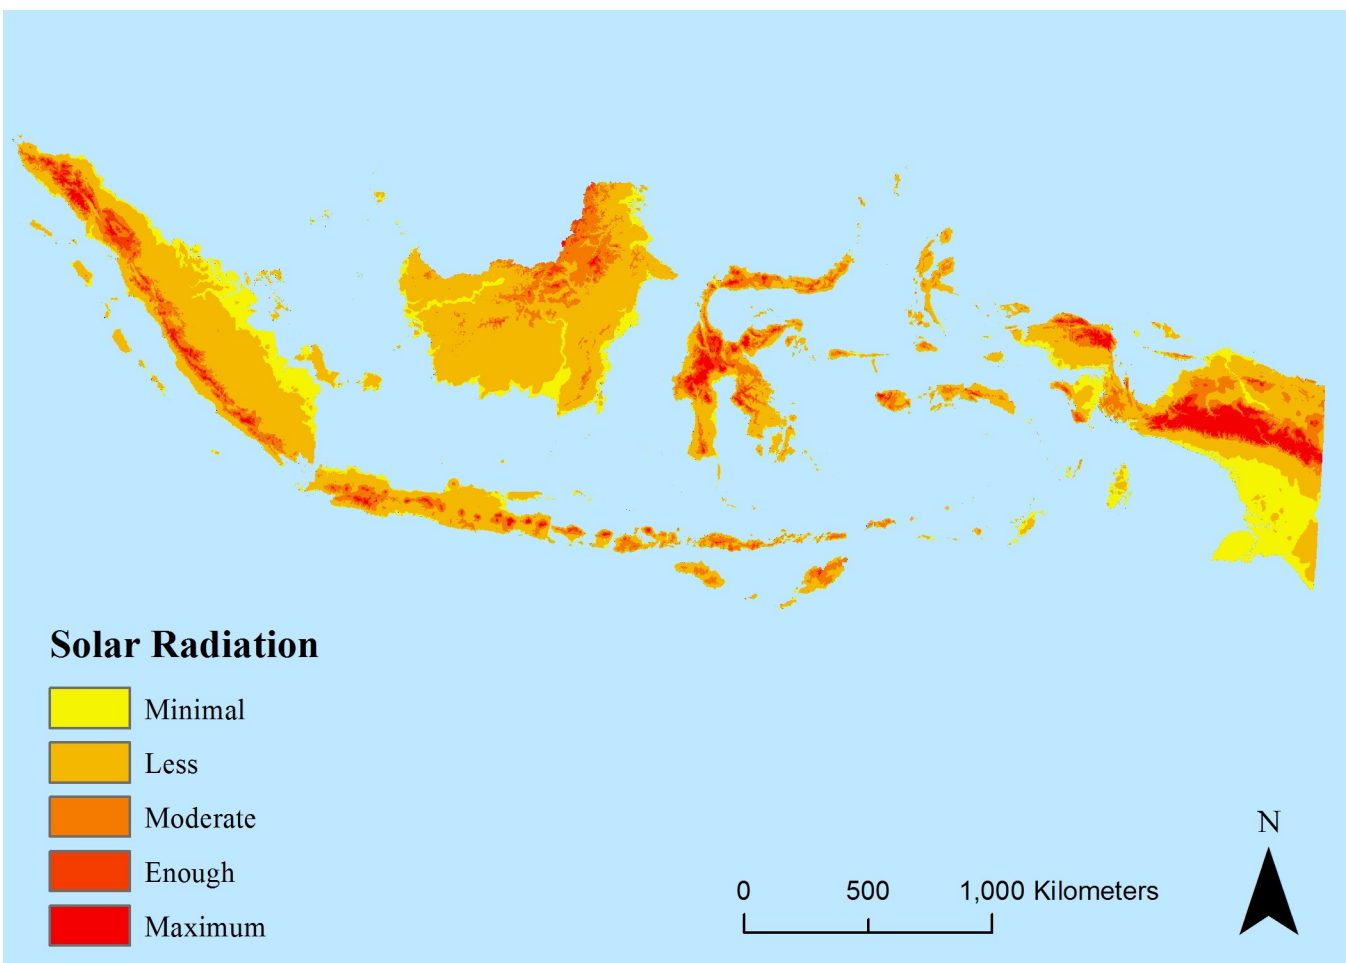 Solar Radiation
Minimal
Less
Moderate
Enough
Maximum
0 500 1,000 Kilometers
N